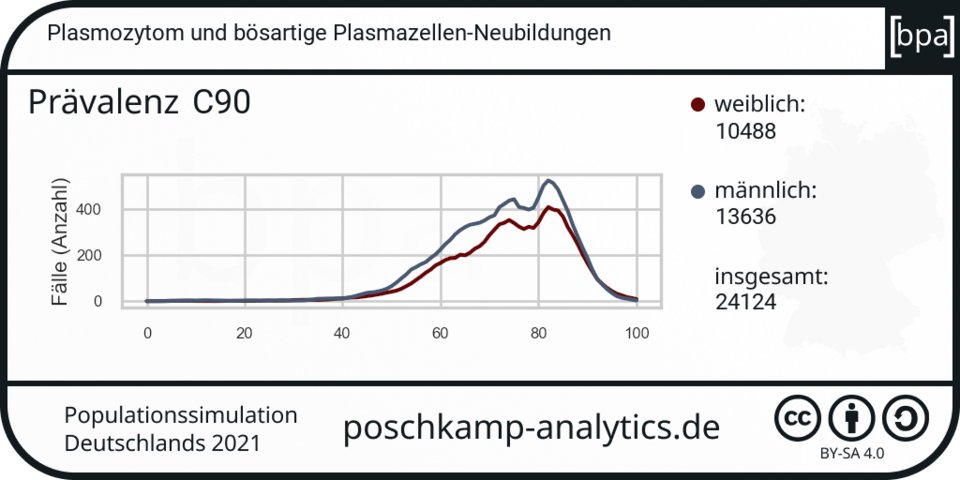 Plasmozytom und bösartige Plasmazellen-Neubildungen
[bpa]
Prävalenz C90
weiblich:
10488
männlich:
13636
insgesamt:
24124
Fälle (Anzahl)
400
200
0
0 20 40 60 80 100
Populationssimulation
Deutschlands 2021
poschkamp-analytics.de
cc
BY-SA 4.0